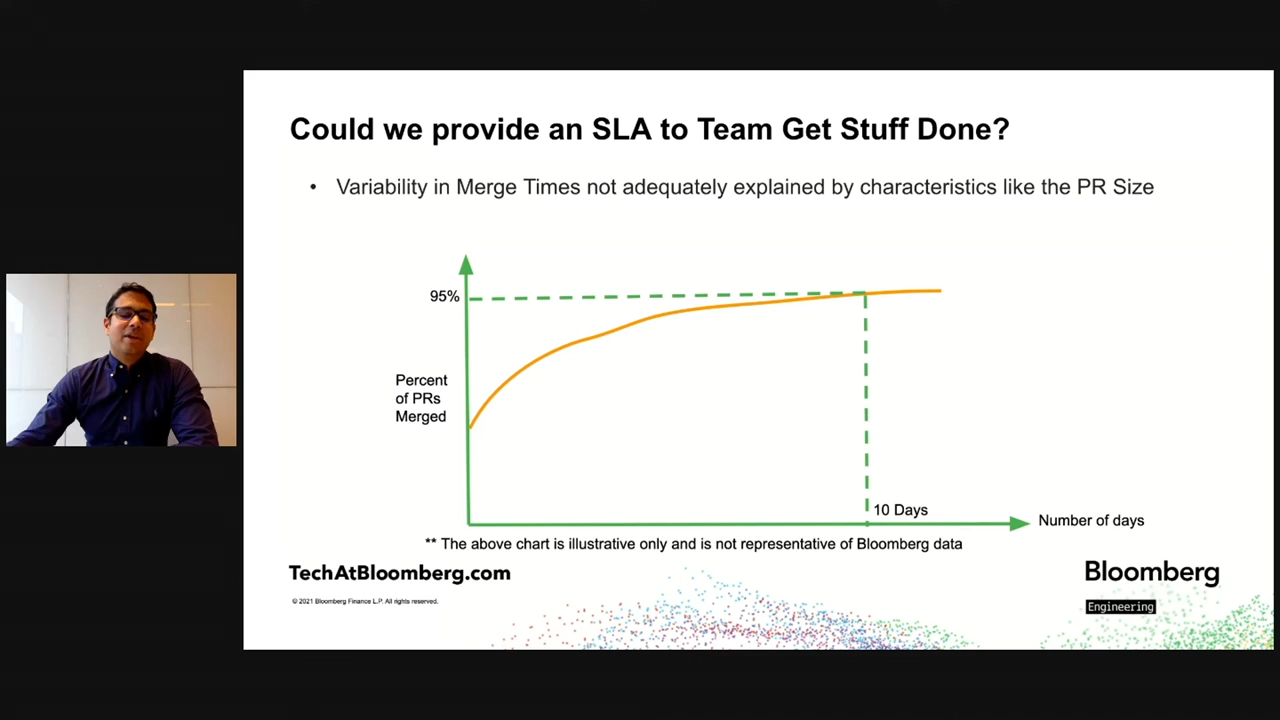 Could we provide an SLA to Team Get Stuff Done?
• Variability in Merge Times not adequately explained by characteristics like the PR Size
95%
Percent
of PRs
Merged
10 Days
Number of days
** The above chart is illustrative only and is not representative of Bloomberg data
TechAtBloomberg.com
© 2021 Bloomberg Finance L.P. All rights reserved.
Bloomberg
Engineering